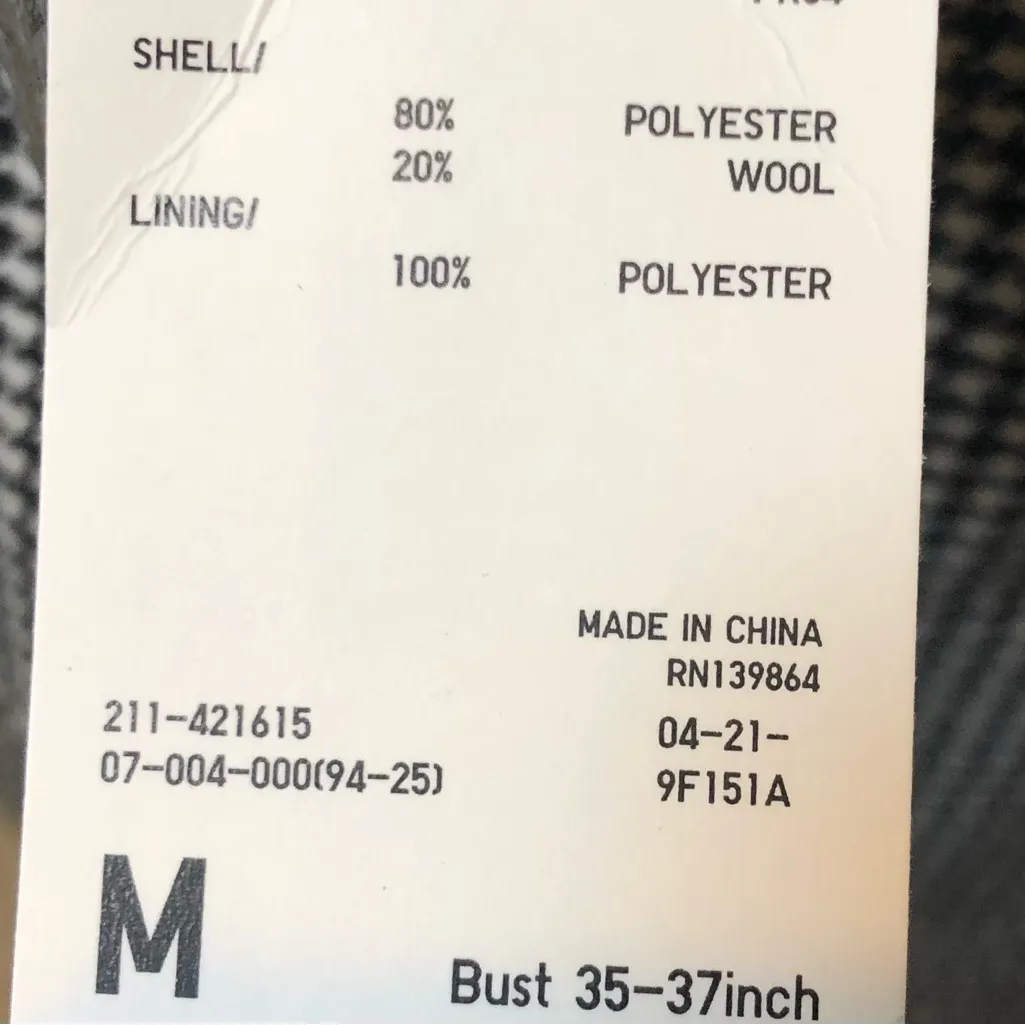 SHELL/
80% POLYESTER
20% WOOL
LINING/
100% POLYESTER
MADE IN CHINA
RN139864
211-421615 04-21-
07-004-000(94-25) 9F151A
M
Bust 35-37inch